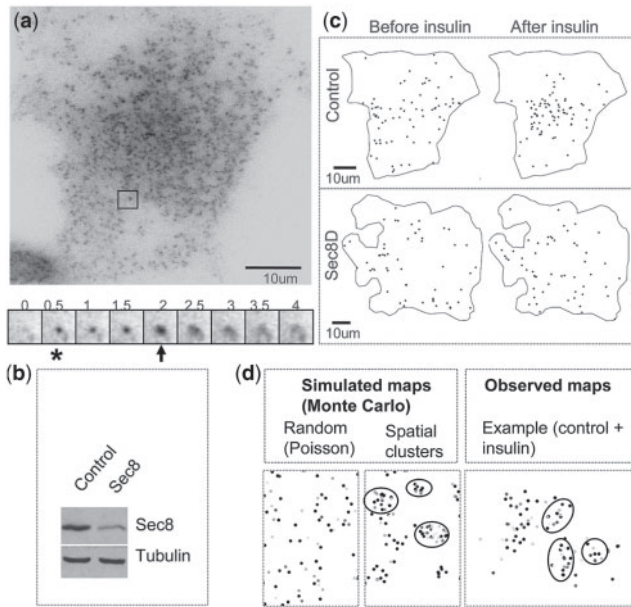 (a)
10um
0 0.5 1 1.5 2 2.5 3 3.5 4
*
(b)
Control Sec8
Sec8
Tubulin
(c)
Before insulin After insulin
Control
10um
Sec8D
10um
(d)
Simulated maps
(Monte Carlo)
Random
(Poisson)
Spatial
clusters
Observed maps
Example (control +
insulin)